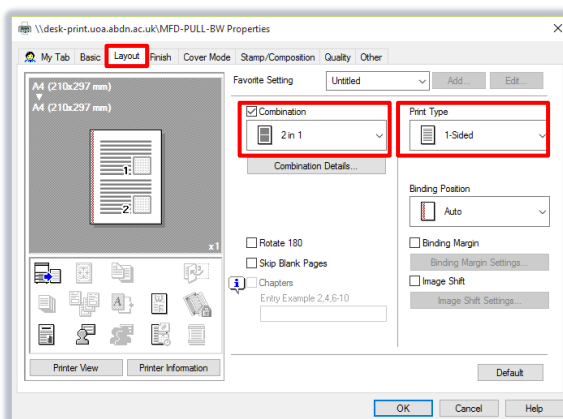 \\desk-print.uoa.abdn.ac.uk\MFD-PULL-BW Properties
My Tab Basic Layout Finish Cover Mode Stamp/Composition Quality Other
A4 (210x297 mm)
A4 (210x297 mm)
1
2
x1
Favorite Setting Untitled Add... Edit...
Combination
2 in 1
Combination Details...
Print Type
1-Sided
Binding Position
Auto
Rotate 180
Skip Blank Pages
Chapters
Entry Example 2,4,6-10
Binding Margin
Binding Margin Settings...
Image Shift
Image Shift Settings...
Printer View Printer Information
Default
OK Cancel Help